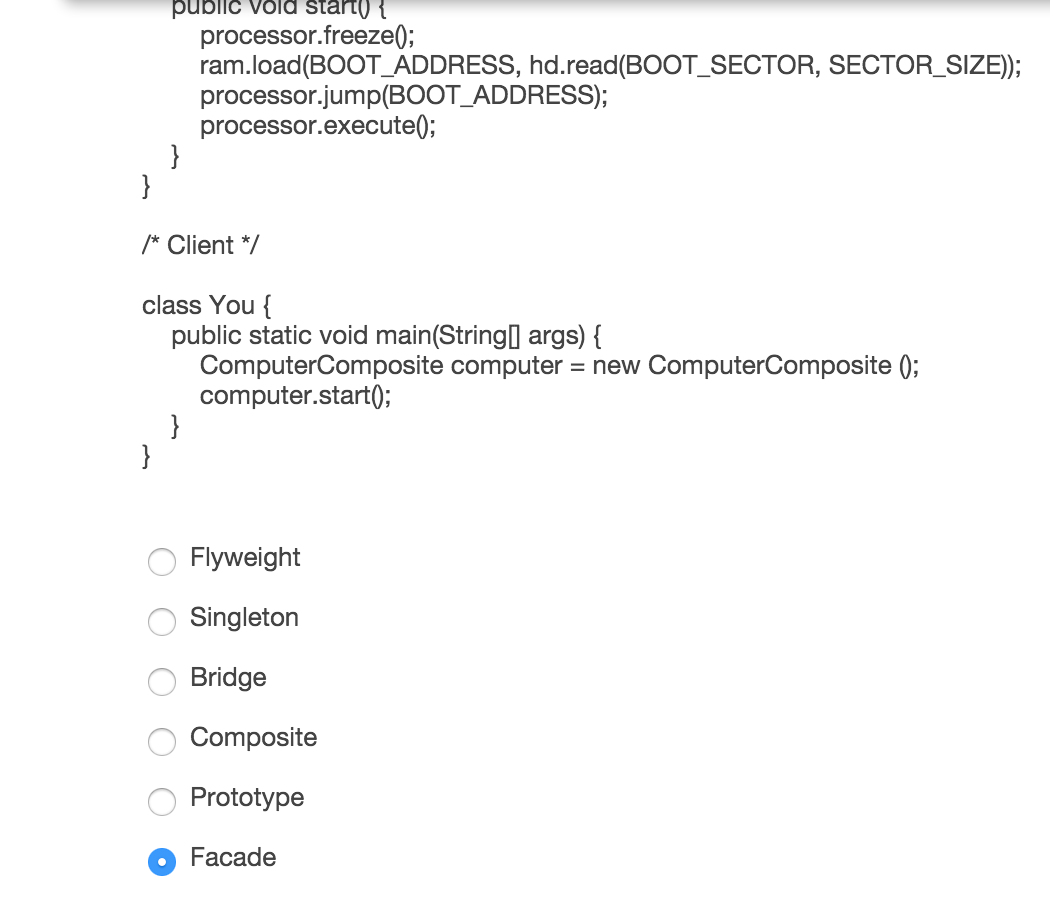 public void start() {
processor.freeze();
ram.load(BOOT_ADDRESS, hd.read(BOOT_SECTOR, SECTOR_SIZE));
processor.jump(BOOT_ADDRESS);
processor.execute();
}
}
/* Client */
class You {
public static void main(String[] args) {
ComputerComposite computer = new ComputerComposite ();
computer.start();
}
}
Flyweight
Singleton
Bridge
Composite
Prototype
Facade